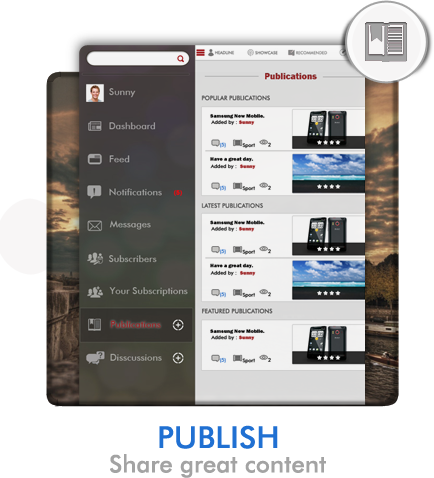 HEADLINE SHOWCASE RECOMMENDED
Publications
Sunny
Dashboard
Feed
Notifications
Messages
Subscribers
Your Subscriptions
Publications
Disscussions
POPULAR PUBLICATIONS
Samsung New Mobile.
Added by : Sunny
(5) Sport 2
Have a great day.
Added by : Sunny
(5) Sport 2
LATEST PUBLICATIONS
Samsung New Mobile.
Added by : Sunny
(5) Sport 2
Have a great day.
Added by : Sunny
(5) Sport 2
FEATURED PUBLICATIONS
Samsung New Mobile.
Added by : Sunny
(5) Sport 2
PUBLISH
Share great content